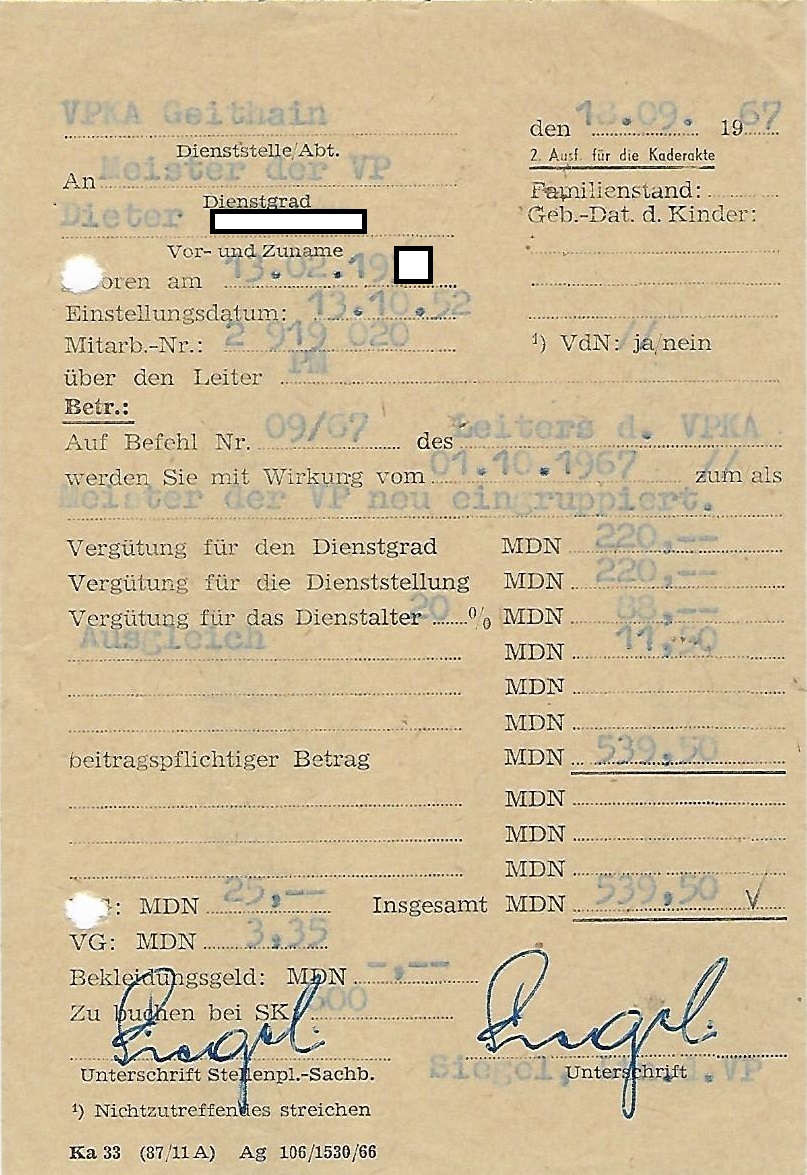 VPKA Geithain
den 18.09. 1967
Dienststelle/Abt.
2. Ausf. für die Kaderakte
An Meister der VP
Dienstgrad
Familienstand:
Dieter
Geb.-Dat. d. Kinder:
Vor- und Zuname
oren am 13.02.19
Einstellungsdatum: 13.10.52
Mitarb.-Nr.: 2 919 020
¹) VdN: ja/nein
PM
über den Leiter
Betr.:
Auf Befehl Nr. 09/67 des Leiters d. VPKA
werden Sie mit Wirkung vom 01.10.1967 zum als
Meister der VP neu eingruppiert.
Vergütung für den Dienstgrad MDN 220,--
Vergütung für die Dienststellung MDN 220,--
Vergütung für das Dienstalter 20 % MDN 88,--
Ausgleich MDN 11,50
MDN
MDN
beitragspflichtiger Betrag MDN 539,50
MDN
MDN
MDN
G: MDN 25,-- Insgesamt MDN 539,50 √
VG: MDN 3,35
Bekleidungsgeld: MDN -,--
Zu buchen bei SK 600
Siegel Siegel
Siegel, d.VP
Unterschrift Stellenpl.-Sachb. Unterschrift
¹) Nichtzutreffendes streichen
Ka 33 (87/11 A) Ag 106/1530/66